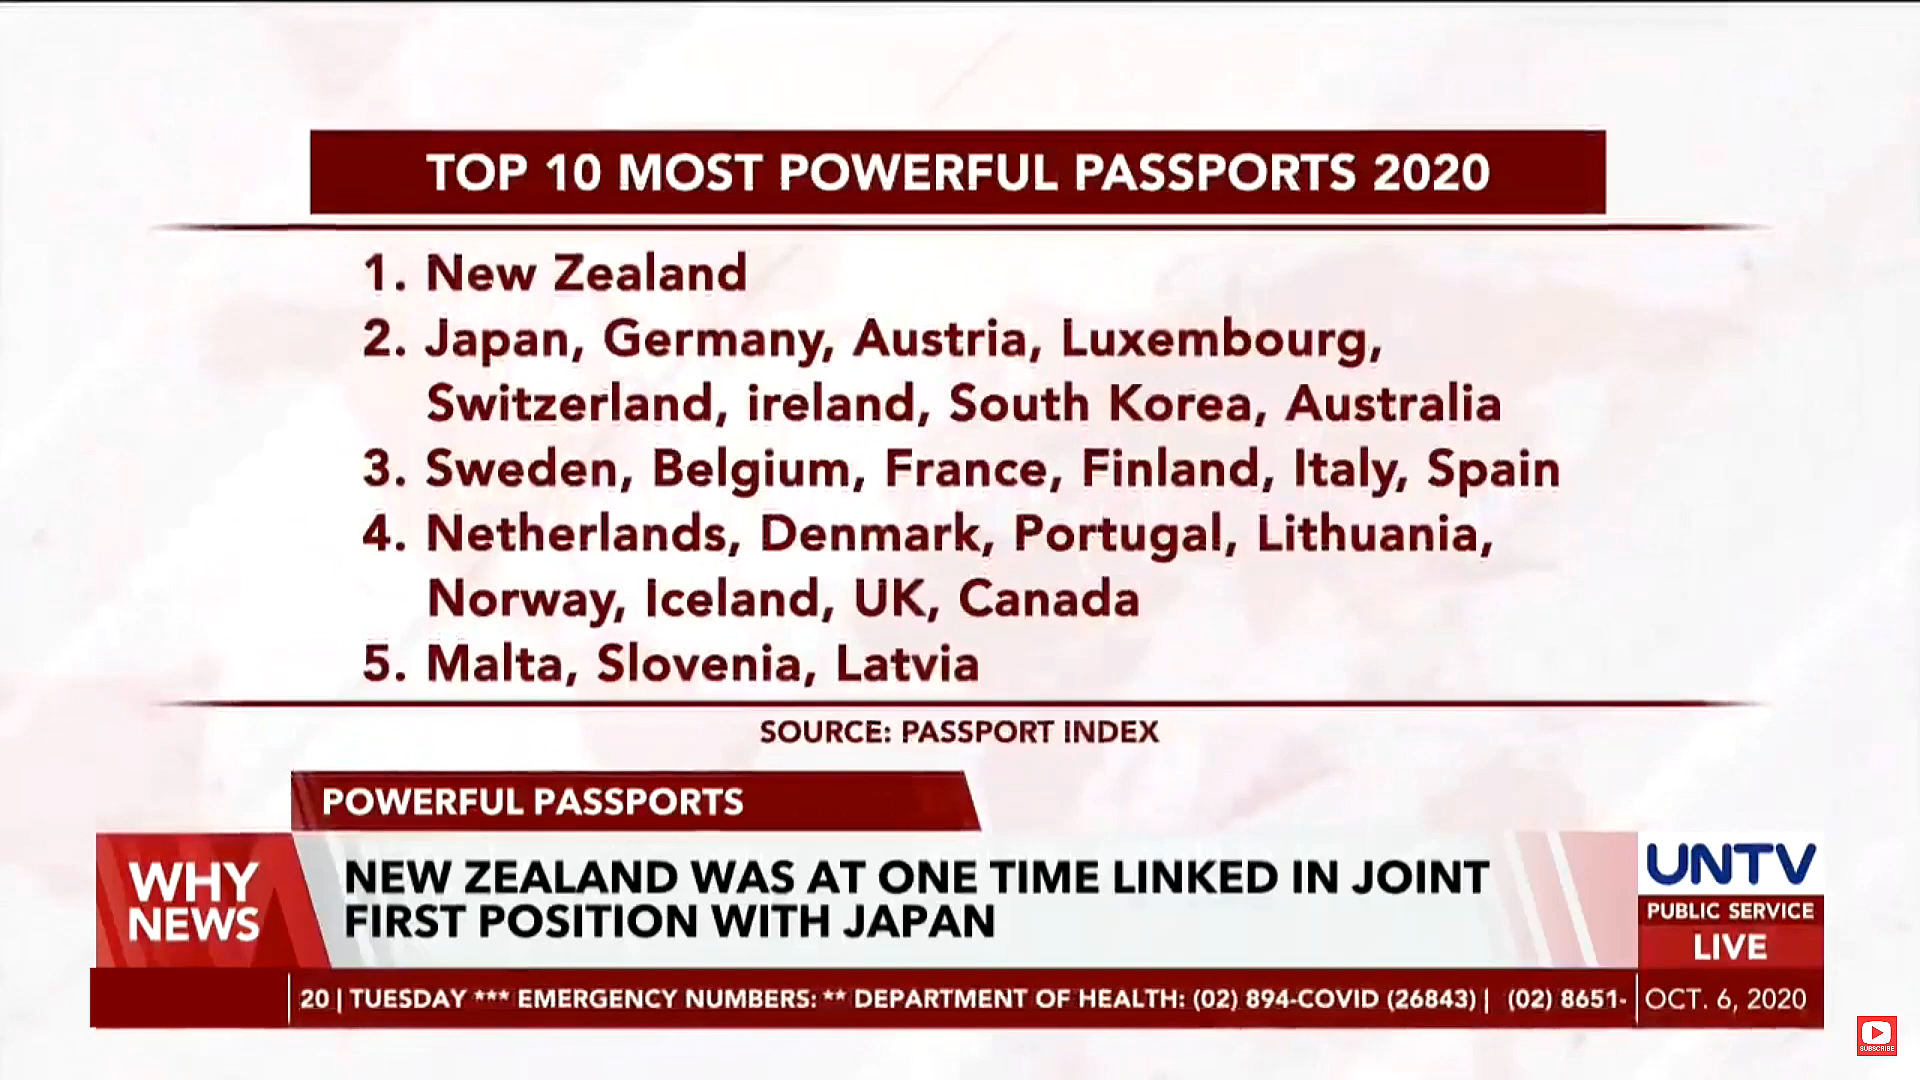 TOP 10 MOST POWERFUL PASSPORTS 2020
1. New Zealand
2. Japan, Germany, Austria, Luxembourg,
Switzerland, ireland, South Korea, Australia
3. Sweden, Belgium, France, Finland, Italy, Spain
4. Netherlands, Denmark, Portugal, Lithuania,
Norway, Iceland, UK, Canada
5. Malta, Slovenia, Latvia
SOURCE: PASSPORT INDEX
POWERFUL PASSPORTS
WHY
NEWS
NEW ZEALAND WAS AT ONE TIME LINKED IN JOINT
FIRST POSITION WITH JAPAN
UNTV
PUBLIC SERVICE
LIVE
20 | TUESDAY *** EMERGENCY NUMBERS: ** DEPARTMENT OF HEALTH: (02) 894-COVID (26843) | (02) 8651-
OCT. 6, 2020
SUBSCRIBE